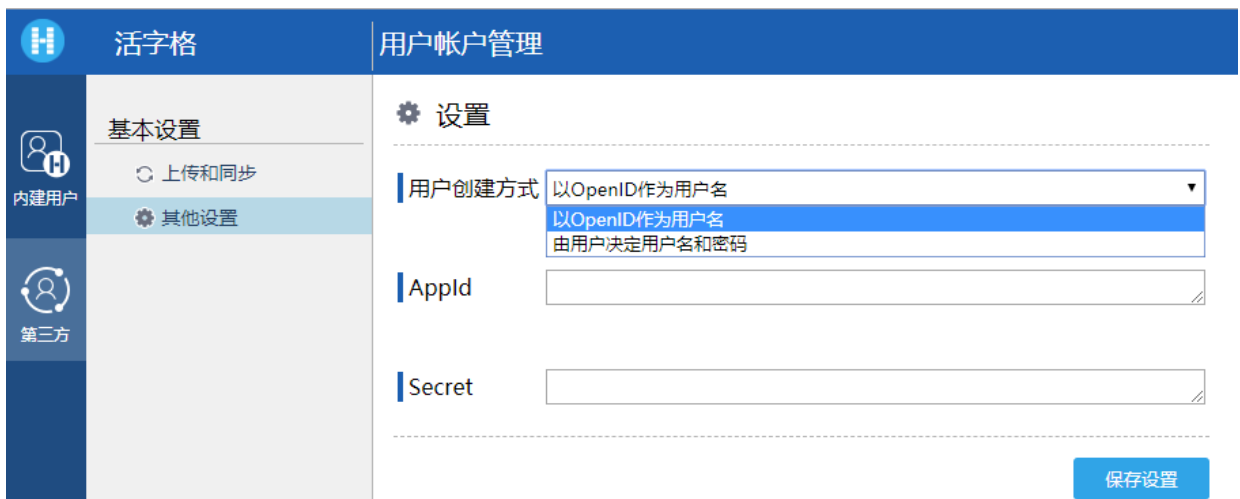 活字格
用户帐户管理
内建用户
第三方
基本设置
上传和同步
其他设置
设置
用户创建方式 以OpenID作为用户名
以OpenID作为用户名
由用户决定用户名和密码
AppId
Secret
保存设置